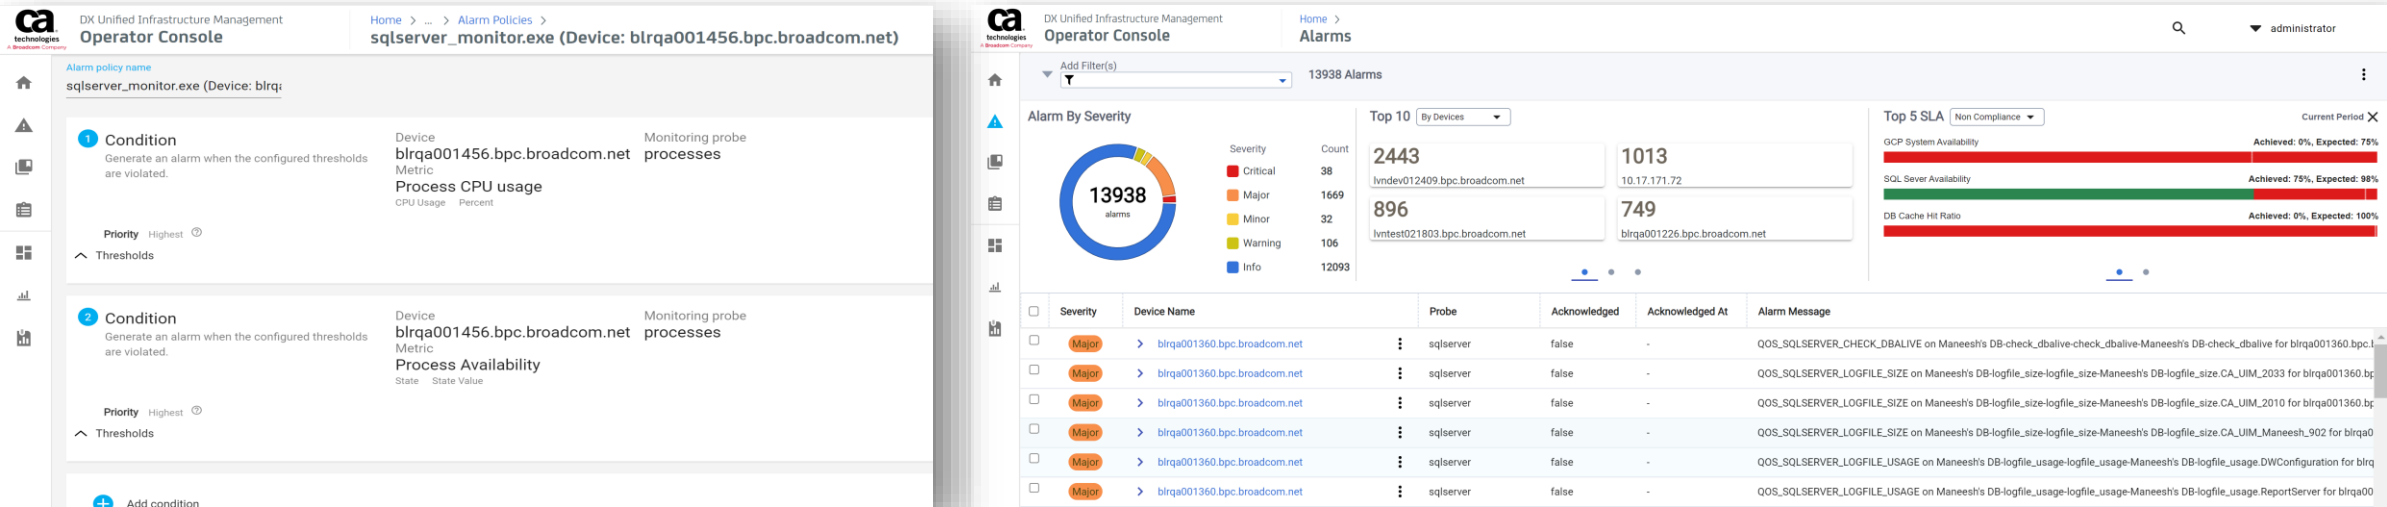 ca
technologies
A Broadcom Company
DX Unified Infrastructure Management
Operator Console
Home > ... > Alarm Policies >
sqlserver_monitor.exe (Device: blrqa001456.bpc.broadcom.net)
Alarm policy name
sqlserver_monitor.exe (Device: blrq
1 Condition
Generate an alarm when the configured thresholds
are violated.
Device
blrqa001456.bpc.broadcom.net
Metric
Process CPU usage
CPU Usage Percent
Monitoring probe
processes
Priority Highest ?
Thresholds
2 Condition
Generate an alarm when the configured thresholds
are violated.
Device
blrqa001456.bpc.broadcom.net
Metric
Process Availability
State State Value
Monitoring probe
processes
Priority Highest ?
Thresholds
Add condition
ca
technologies
A Broadcom Company
DX Unified Infrastructure Management
Operator Console
Home >
Alarms
administrator
Add Filter(s)
13938 Alarms
Alarm By Severity
13938
alarms
Severity Count
Critical 38
Major 1669
Minor 32
Warning 106
Info 12093
Top 10 By Devices
2443
lvndev012409.bpc.broadcom.net
1013
10.17.171.72
896
lvntest021803.bpc.broadcom.net
749
blrqa001226.bpc.broadcom.net
Top 5 SLA Non Compliance Current Period X
GCP System Availability Achieved: 0%, Expected: 75%
SQL Sever Availability Achieved: 75%, Expected: 98%
DB Cache Hit Ratio Achieved: 0%, Expected: 100%
Severity Device Name Probe Acknowledged Acknowledged At Alarm Message
Major > blrqa001360.bpc.broadcom.net sqlserver false - QOS_SQLSERVER_CHECK_DBALIVE on Maneesh's DB-check_dbalive-check_dbalive-Maneesh's DB-check_dbalive for blrqa001360.bpc.
Major > blrqa001360.bpc.broadcom.net sqlserver false - QOS_SQLSERVER_LOGFILE_SIZE on Maneesh's DB-logfile_size-logfile_size-Maneesh's DB-logfile_size.CA_UIM_2033 for blrqa001360.bp
Major > blrqa001360.bpc.broadcom.net sqlserver false - QOS_SQLSERVER_LOGFILE_SIZE on Maneesh's DB-logfile_size-logfile_size-Maneesh's DB-logfile_size.CA_UIM_2010 for blrqa001360.bp
Major > blrqa001360.bpc.broadcom.net sqlserver false - QOS_SQLSERVER_LOGFILE_SIZE on Maneesh's DB-logfile_size-logfile_size-Maneesh's DB-logfile_size.CA_UIM_Maneesh_902 for blrqa0
Major > blrqa001360.bpc.broadcom.net sqlserver false - QOS_SQLSERVER_LOGFILE_USAGE on Maneesh's DB-logfile_usage-logfile_usage-Maneesh's DB-logfile_usage.DWConfiguration for blrq
Major > blrqa001360.bpc.broadcom.net sqlserver false - QOS_SQLSERVER_LOGFILE_USAGE on Maneesh's DB-logfile_usage-logfile_usage-Maneesh's DB-logfile_usage.ReportServer for blrqa00